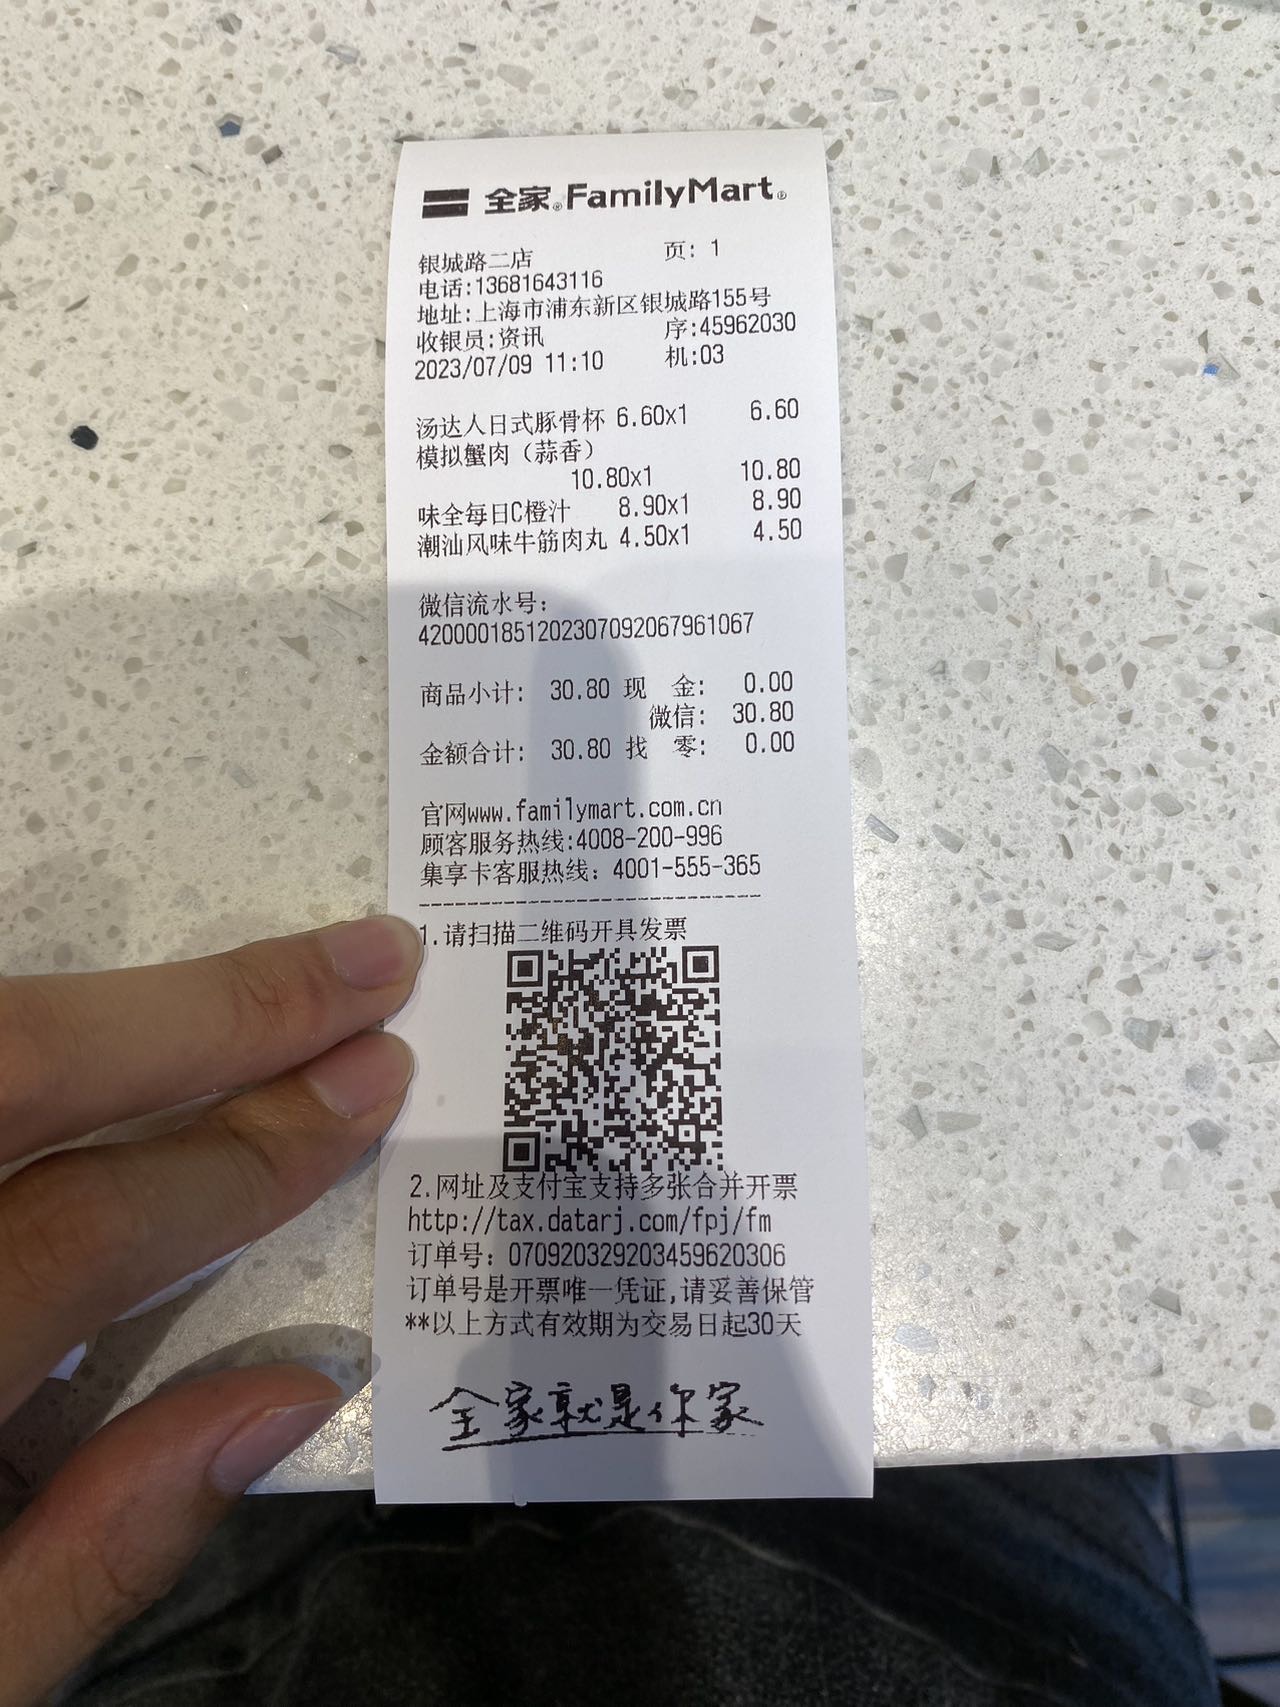 全家®FamilyMart®
银城路二店 页: 1
电话:13681643116
地址:上海市浦东新区银城路155号
收银员:资讯 序:45962030
2023/07/09 11:10 机:03
汤达人日式豚骨杯 6.60x1 6.60
模拟蟹肉（蒜香）
10.80x1 10.80
味全每日C橙汁 8.90x1 8.90
潮汕风味牛筋肉丸 4.50x1 4.50
微信流水号:
4200001851202307092067961067
商品小计: 30.80 现 金: 0.00
微信: 30.80
金额合计: 30.80 找 零: 0.00
官网www.familymart.com.cn
顾客服务热线:4008-200-996
集享卡客服热线: 4001-555-365
1.请扫描二维码开具发票
2.网址及支付宝支持多张合并开票
http://tax.datarj.com/fpj/fm
订单号: 070920329203459620306
订单号是开票唯一凭证,请妥善保管
**以上方式有效期为交易日起30天
全家就是你家